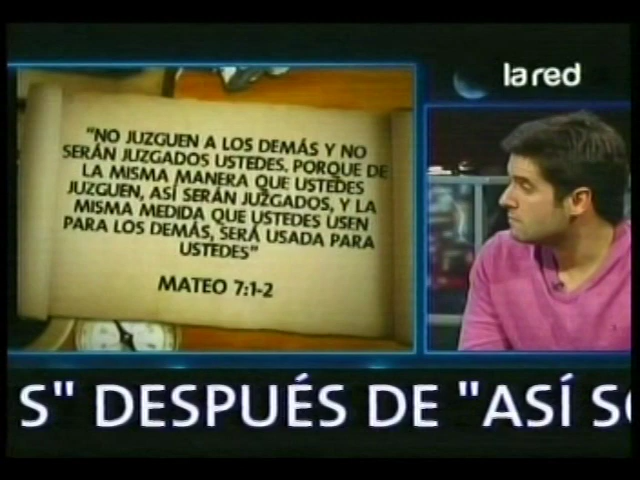 la red
"NO JUZGUEN A LOS DEMÁS Y NO
SERÁN JUZGADOS USTEDES. PORQUE DE
LA MISMA MANERA QUE USTEDES
JUZGUEN, ASÍ SERÁN JUZGADOS, Y LA
MISMA MEDIDA QUE USTEDES USEN
PARA LOS DEMÁS, SERÁ USADA PARA
USTEDES"
MATEO 7:1-2
S" DESPUÉS DE "ASÍ